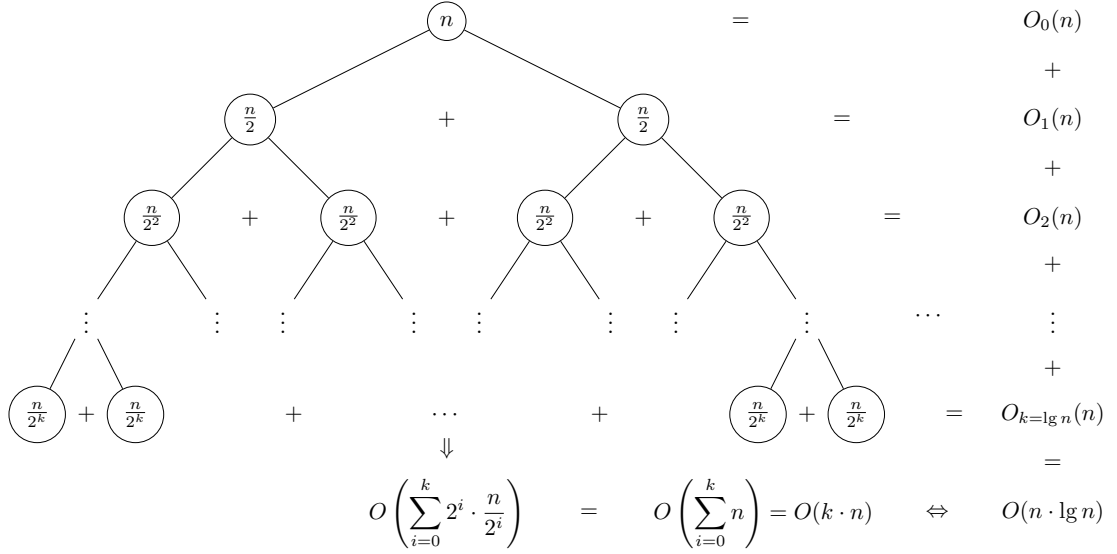 n = O_0(n)
+
n/2 + n/2 = O_1(n)
+
n/2^2 + n/2^2 + n/2^2 + n/2^2 = O_2(n)
+
⋮ ⋮ ⋮ ⋮ ⋮ ⋮ ⋮ ⋮ ⋯ ⋮
+
n/2^k + n/2^k + ⋯ + n/2^k + n/2^k = O_{k=lg n}(n)
⇓ =
O(∑_{i=0}^{k} 2^i · n/2^i) = O(∑_{i=0}^{k} n) = O(k · n) ⇔ O(n · lg n)